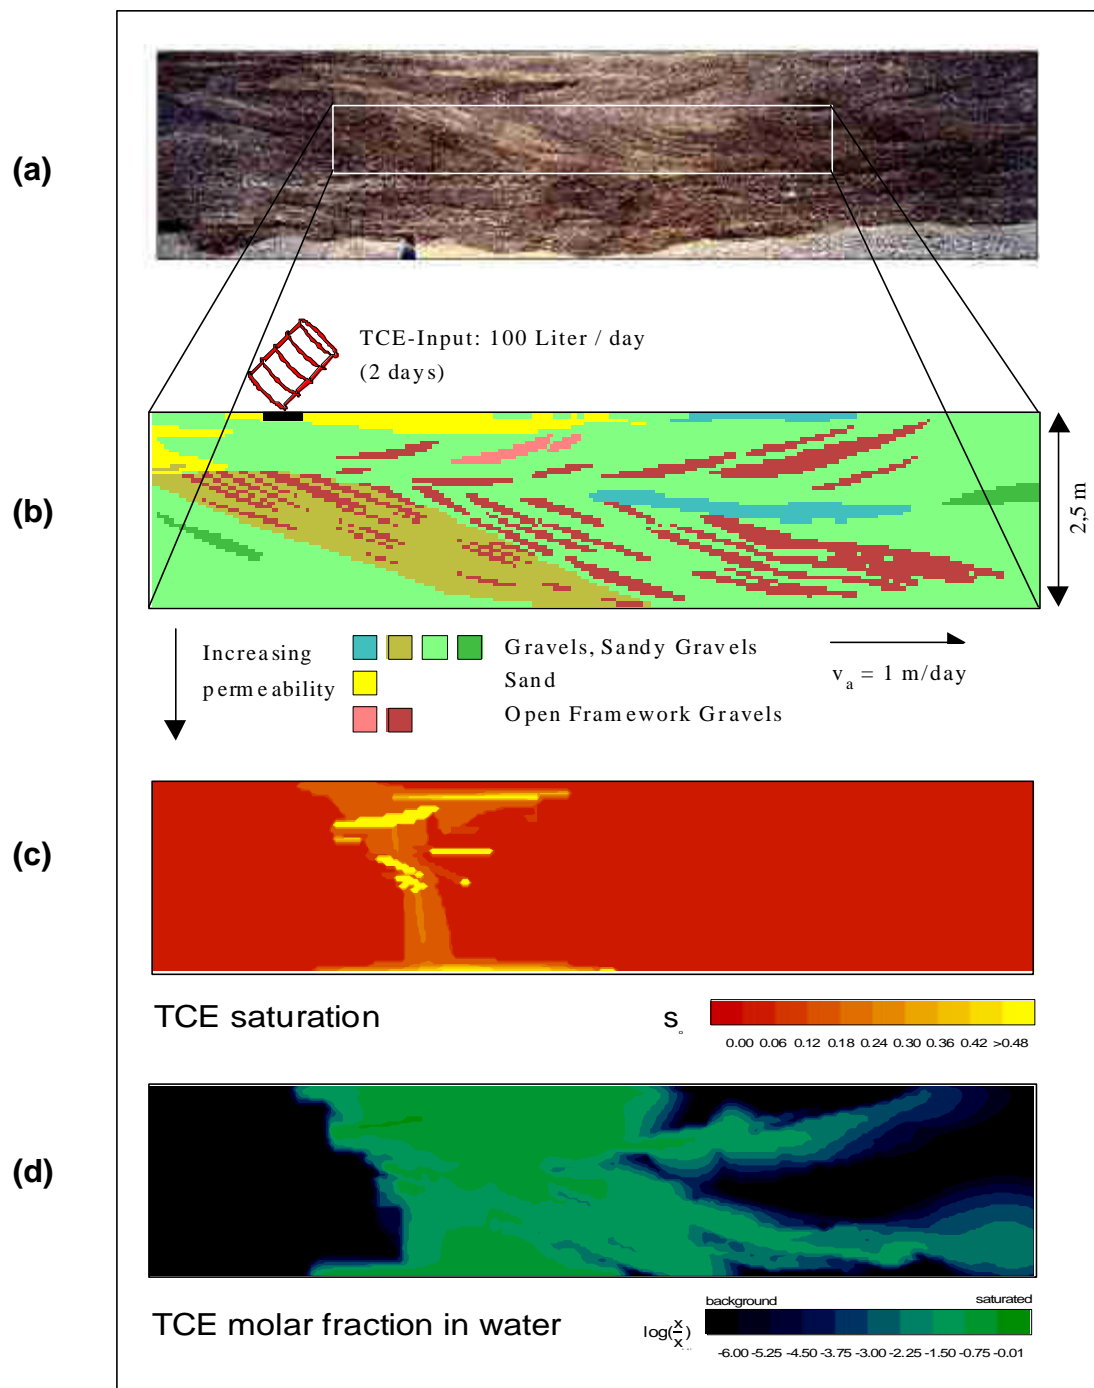 (a)
TCE-Input: 100 Liter / day
(2 days)
(b)
2,5 m
Increasing
permeability
Gravels, Sandy Gravels
Sand
Open Framework Gravels
v_a = 1 m/day
(c)
TCE saturation
S_o
0.00 0.06 0.12 0.18 0.24 0.30 0.36 0.42 >0.48
(d)
TCE molar fraction in water
background saturated
log(x/x)
-6.00 -5.25 -4.50 -3.75 -3.00 -2.25 -1.50 -0.75 -0.01